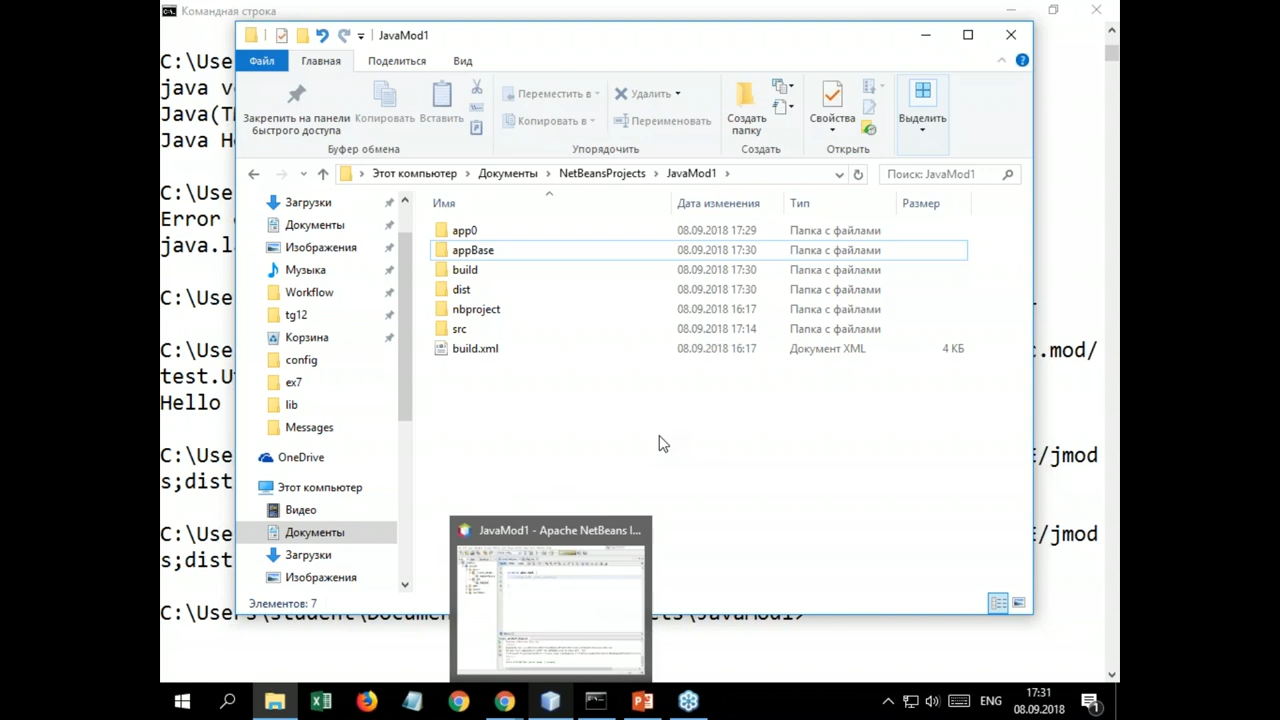 Командная строка
JavaMod1
Файл
Главная
Поделиться
Вид
Закрепить на панели
быстрого доступа
Копировать
Вставить
Переместить в
Копировать в
Удалить
Переименовать
Создать
папку
Свойства
Выделить
Буфер обмена
Упорядочить
Создать
Открыть
Этот компьютер > Документы > NetBeansProjects > JavaMod1 >
Поиск: JavaMod1
Имя Дата изменения Тип Размер
app0 08.09.2018 17:29 Папка с файлами
appBase 08.09.2018 17:30 Папка с файлами
build 08.09.2018 17:30 Папка с файлами
dist 08.09.2018 17:30 Папка с файлами
nbproject 08.09.2018 16:17 Папка с файлами
src 08.09.2018 17:14 Папка с файлами
build.xml 08.09.2018 16:17 Документ XML 4 КБ
Загрузки
Документы
Изображения
Музыка
Workflow
tg12
Корзина
config
ex7
lib
Messages
OneDrive
Этот компьютер
Видео
Документы
Загрузки
Изображения
Элементов: 7
C:\Use
java v
Java(T
Java H
C:\Use
Error
java.l
C:\Use
C:\Use c.mod/
test.U
Hello
C:\Use /jmod
s;dist
C:\Use /jmod
s;dist
C:\Users\student\Docume
JavaMod1 - Apache NetBeans I...
ENG
17:31
08.09.2018
1